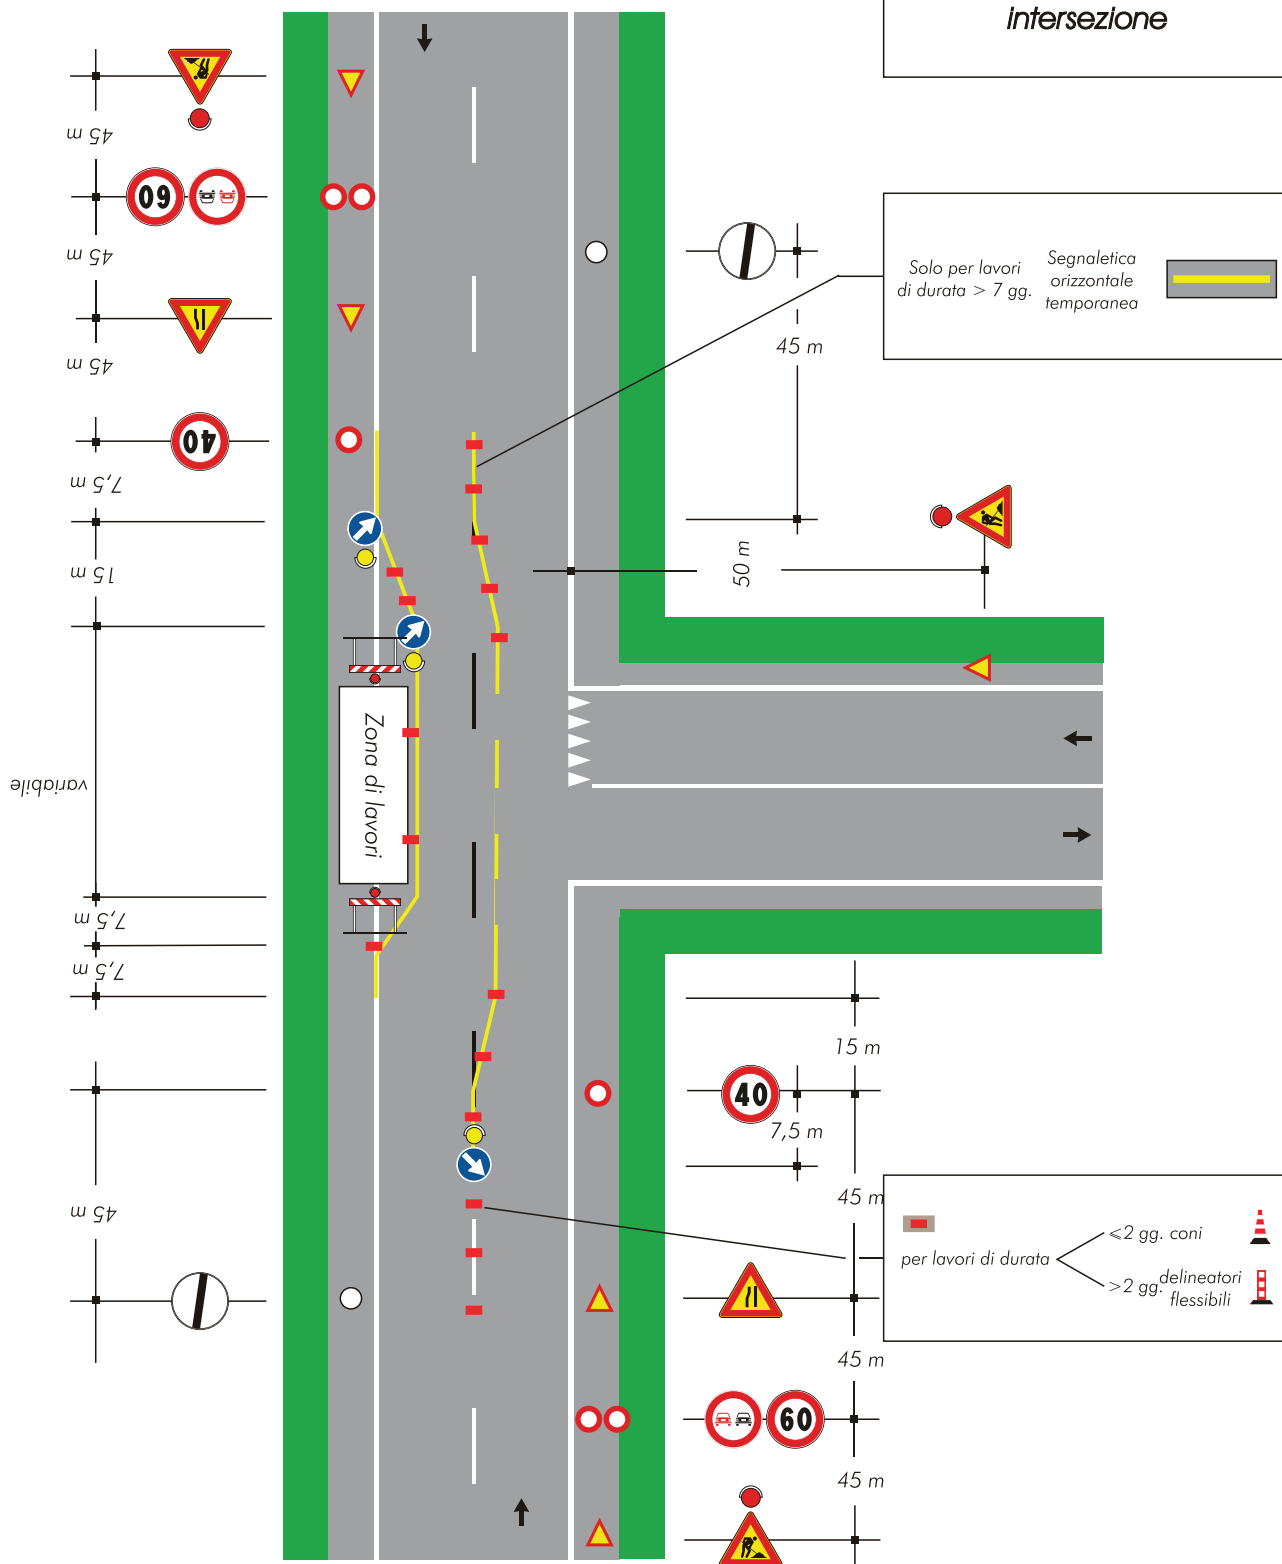 intersezione
45 m
60
45 m
Solo per lavori
di durata > 7 gg.
Segnaletica
orizzontale
temporanea
45 m
45 m
40
7,5 m
15 m
50 m
Zona di lavori
variabile
7,5 m
7,5 m
15 m
40
7,5 m
45 m
45 m
per lavori di durata
≤2 gg. coni
>2 gg. delineatori
flessibili
45 m
60
45 m